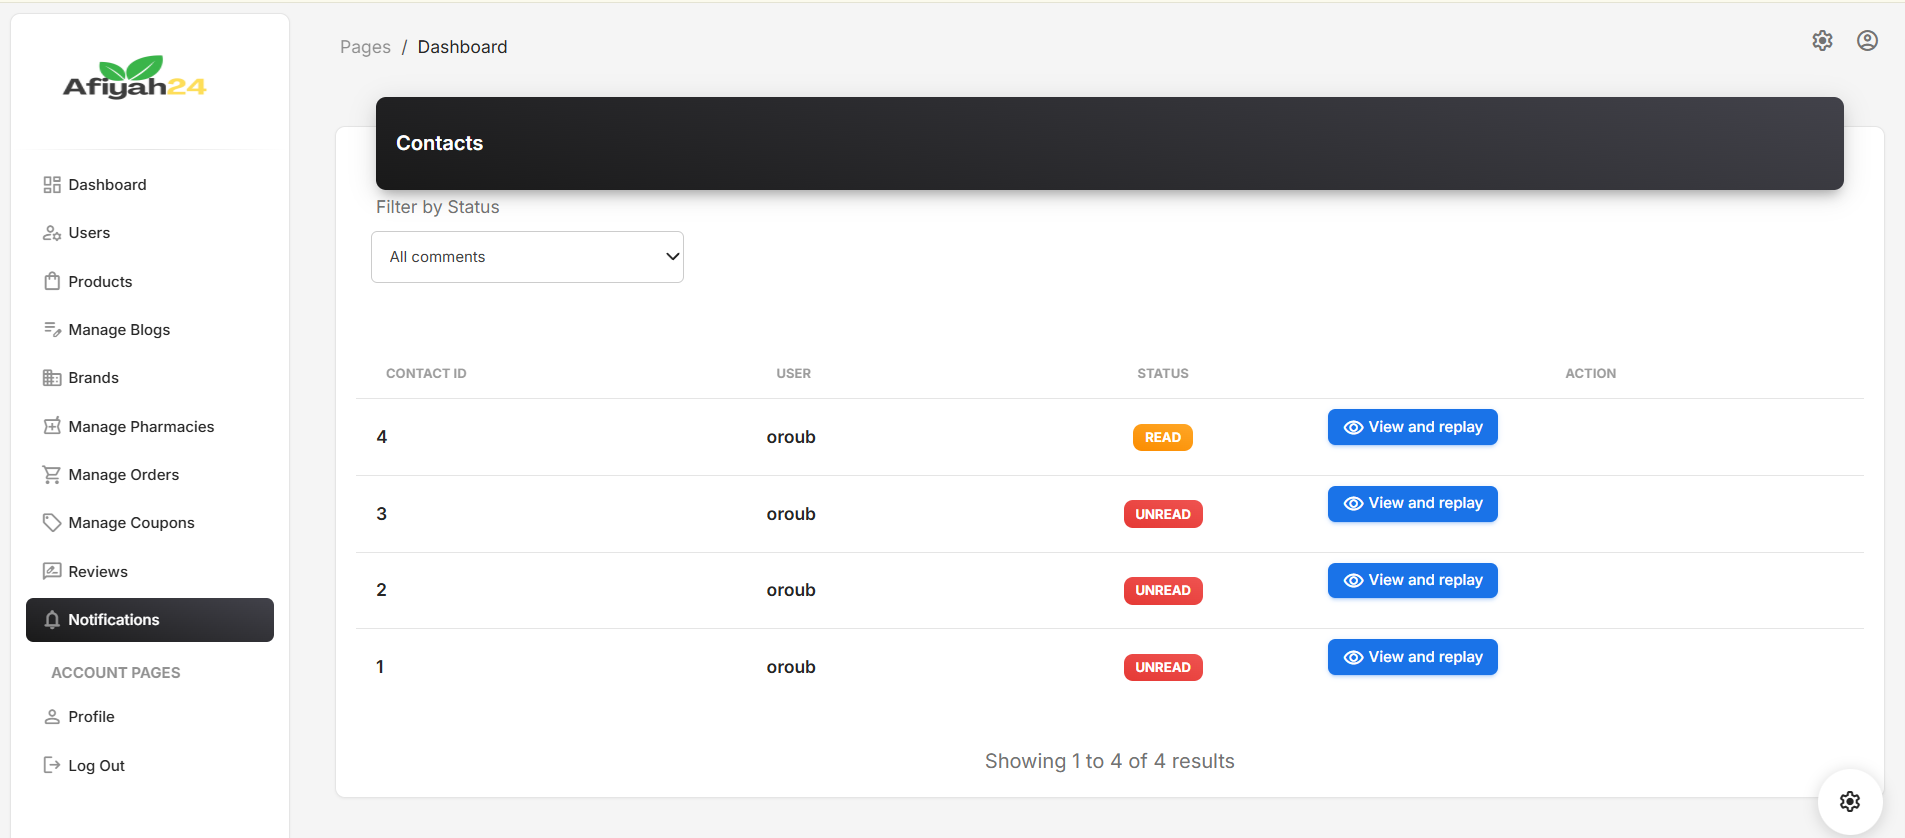 Afiyah24
Dashboard
Users
Products
Manage Blogs
Brands
Manage Pharmacies
Manage Orders
Manage Coupons
Reviews
Notifications
ACCOUNT PAGES
Profile
Log Out
Pages / Dashboard
Contacts
Filter by Status
All comments
CONTACT ID USER STATUS ACTION
4 oroub READ View and replay
3 oroub UNREAD View and replay
2 oroub UNREAD View and replay
1 oroub UNREAD View and replay
Showing 1 to 4 of 4 results